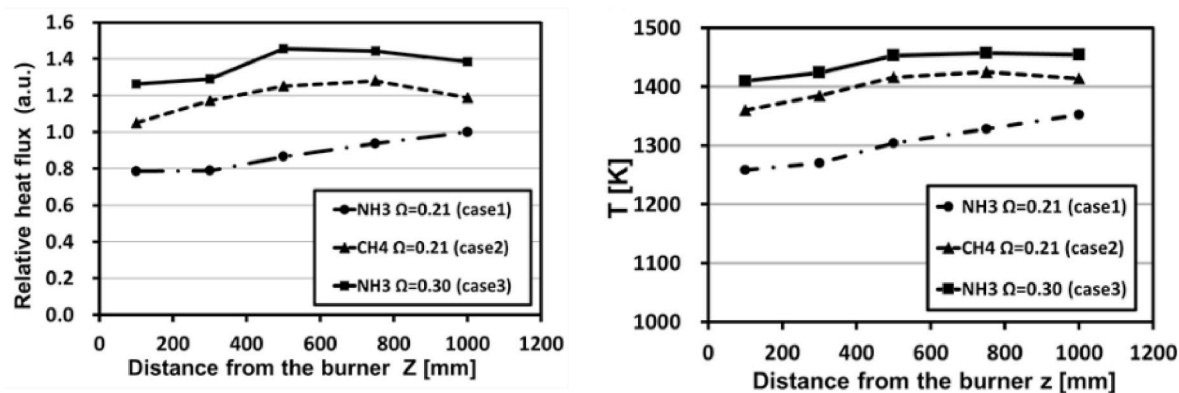 Relative heat flux (a.u.)
1.6
1.4
1.2
1.0
0.8
0.6
0.4
0.2
0.0
NH3 Ω=0.21 (case1)
CH4 Ω=0.21 (case2)
NH3 Ω=0.30 (case3)
0 200 400 600 800 1000 1200
Distance from the burner Z [mm]
T [K]
1500
1400
1300
1200
1100
1000
NH3 Ω=0.21 (case1)
CH4 Ω=0.21 (case2)
NH3 Ω=0.30 (case3)
0 200 400 600 800 1000 1200
Distance from the burner z [mm]